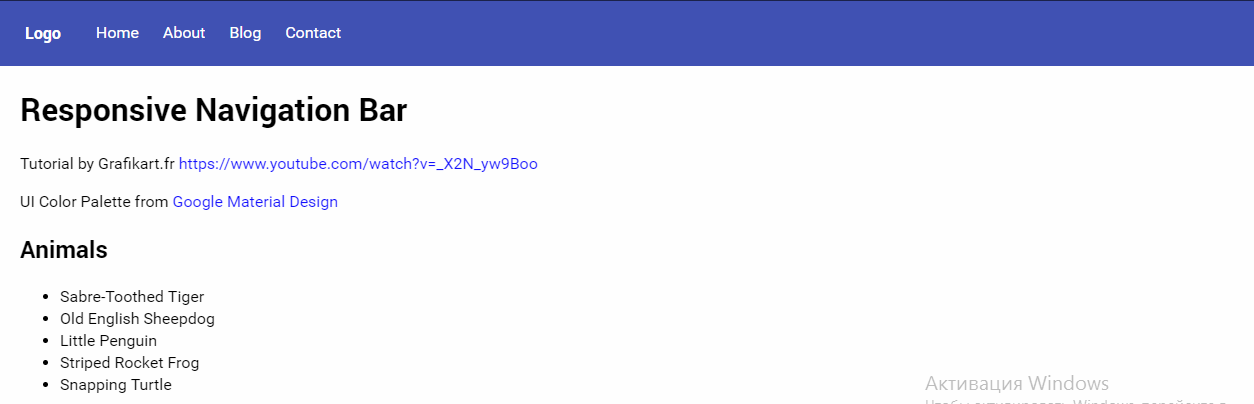 Logo Home About Blog Contact
Responsive Navigation Bar
Tutorial by Grafikart.fr https://www.youtube.com/watch?v=_X2N_yw9Boo
UI Color Palette from Google Material Design
Animals
Sabre-Toothed Tiger
Old English Sheepdog
Little Penguin
Striped Rocket Frog
Snapping Turtle
Активация Windows